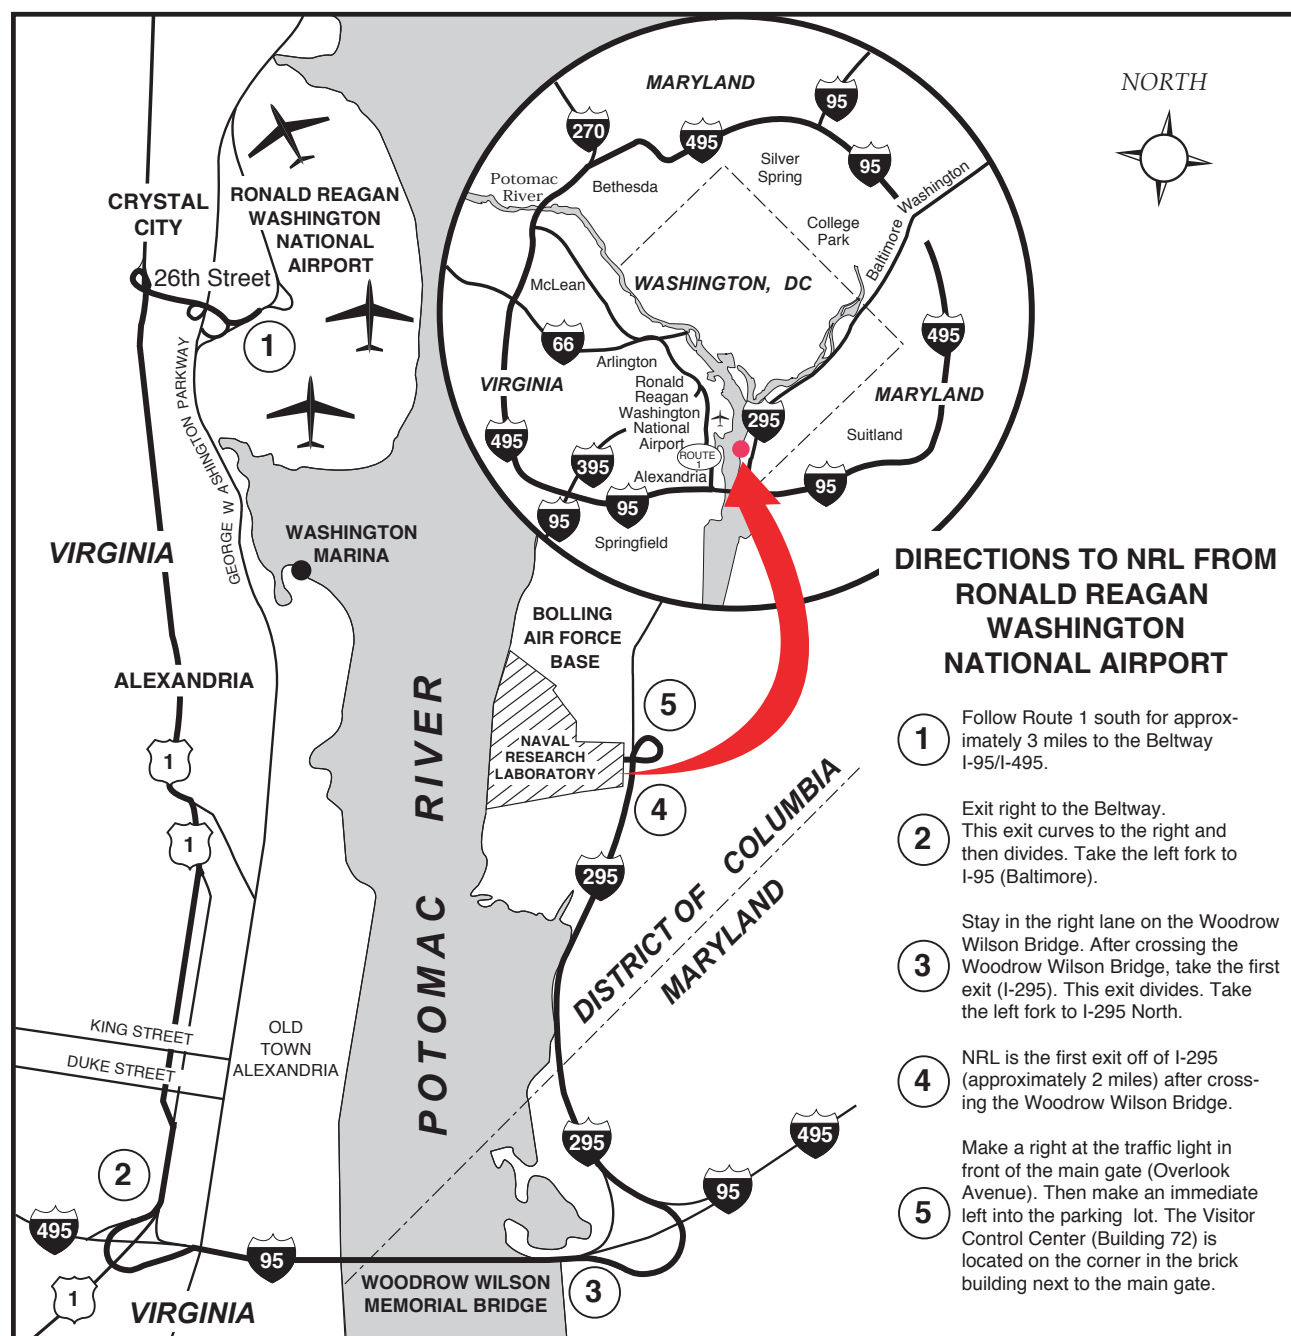 NORTH
MARYLAND
95
270
495
95
Silver
Spring
Potomac
River
Bethesda
Baltimore Washington
College
Park
WASHINGTON, DC
McLean
66
495
Arlington
VIRGINIA
Ronald
Reagan
Washington
National
Airport
MARYLAND
295
Suitland
495
395
ROUTE
1
Alexandria
95
95
95
Springfield
CRYSTAL
CITY
RONALD REAGAN
WASHINGTON
NATIONAL
AIRPORT
26th Street
1
GEORGE W ASHINGTON PARKWAY
WASHINGTON
MARINA
VIRGINIA
ALEXANDRIA
BOLLING
AIR FORCE
BASE
5
NAVAL
RESEARCH
LABORATORY
4
1
1
295
POTOMAC RIVER
DISTRICT OF COLUMBIA
MARYLAND
KING STREET
DUKE STREET
OLD
TOWN
ALEXANDRIA
2
295
495
95
495
95
1
VIRGINIA
WOODROW WILSON
MEMORIAL BRIDGE
3
DIRECTIONS TO NRL FROM
RONALD REAGAN
WASHINGTON
NATIONAL AIRPORT
1
Follow Route 1 south for approx-
imately 3 miles to the Beltway
I-95/I-495.
2
Exit right to the Beltway.
This exit curves to the right and
then divides. Take the left fork to
I-95 (Baltimore).
3
Stay in the right lane on the Woodrow
Wilson Bridge. After crossing the
Woodrow Wilson Bridge, take the first
exit (I-295). This exit divides. Take
the left fork to I-295 North.
4
NRL is the first exit off of I-295
(approximately 2 miles) after cross-
ing the Woodrow Wilson Bridge.
5
Make a right at the traffic light in
front of the main gate (Overlook
Avenue). Then make an immediate
left into the parking lot. The Visitor
Control Center (Building 72) is
located on the corner in the brick
building next to the main gate.